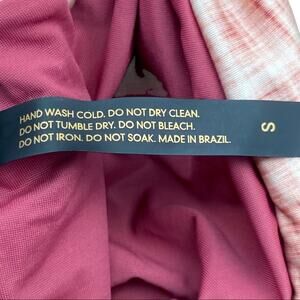 HAND WASH COLD. DO NOT DRY CLEAN.
DO NOT TUMBLE DRY. DO NOT BLEACH.
DO NOT IRON. DO NOT SOAK. MADE IN BRAZIL.
S